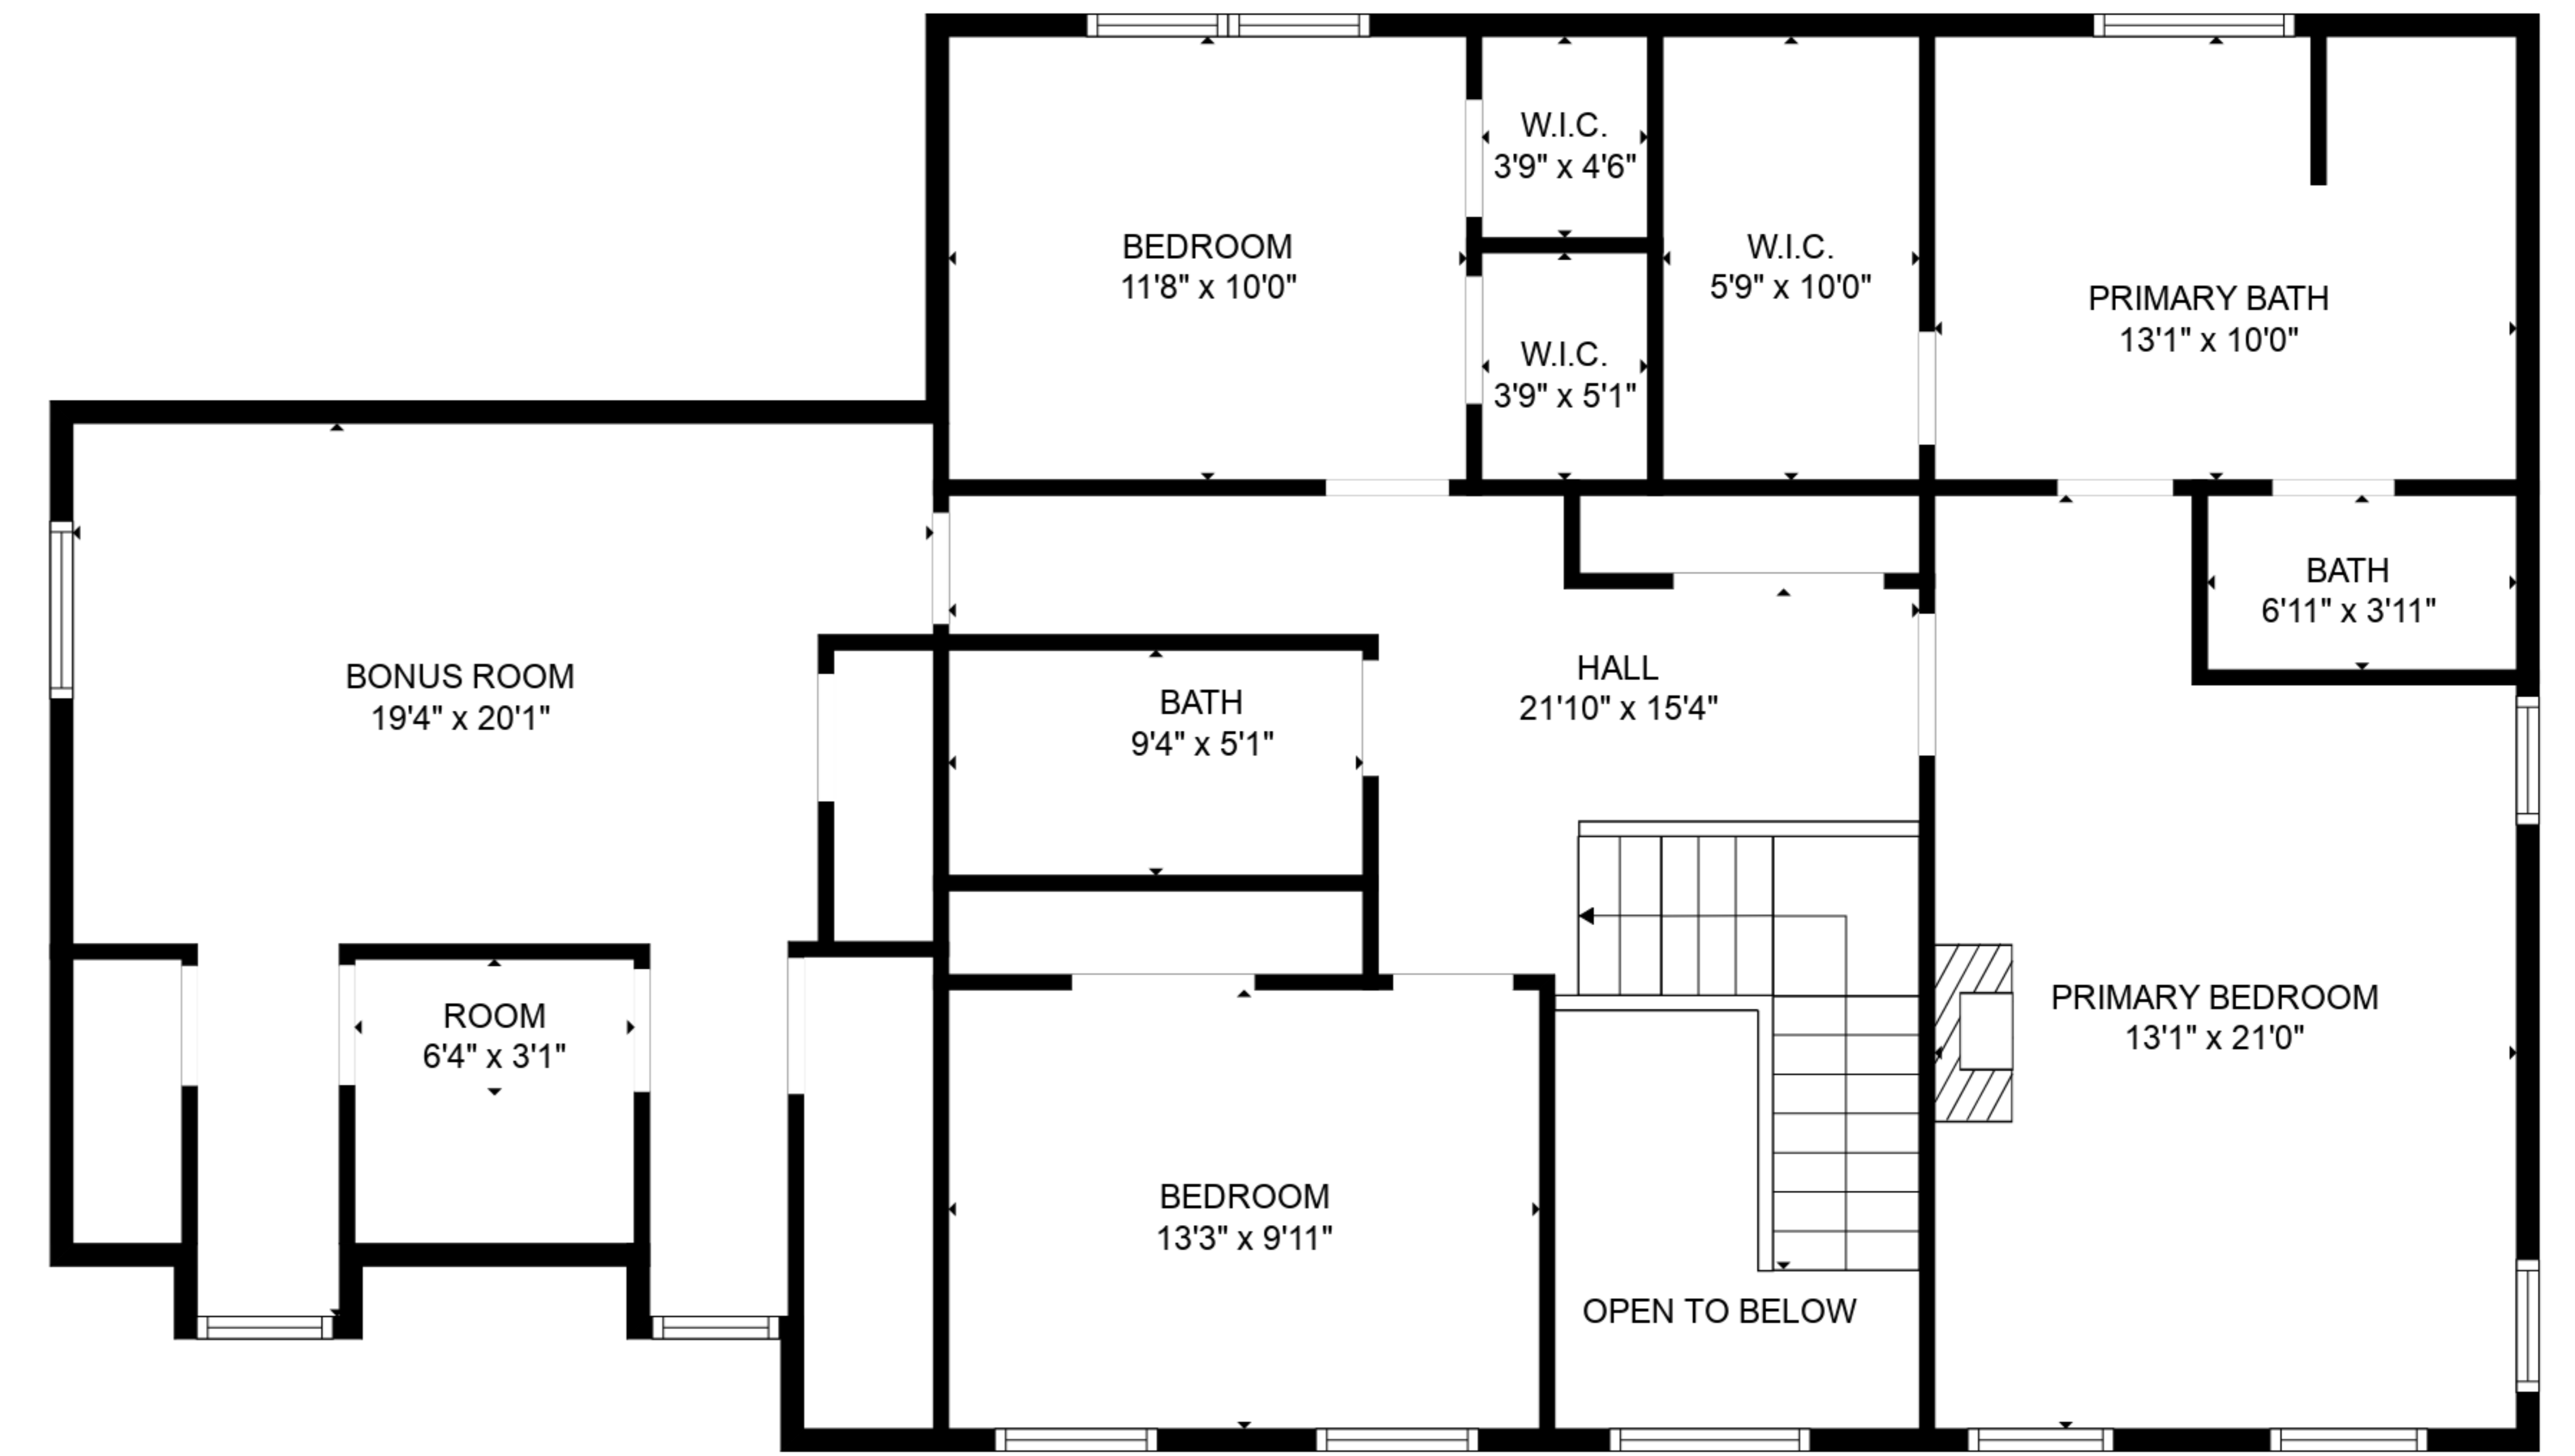 BEDROOM
11'8" x 10'0"
W.I.C.
3'9" x 4'6"
W.I.C.
3'9" x 5'1"
W.I.C.
5'9" x 10'0"
PRIMARY BATH
13'1" x 10'0"
BATH
6'11" x 3'11"
BONUS ROOM
19'4" x 20'1"
BATH
9'4" x 5'1"
HALL
21'10" x 15'4"
ROOM
6'4" x 3'1"
BEDROOM
13'3" x 9'11"
OPEN TO BELOW
PRIMARY BEDROOM
13'1" x 21'0"